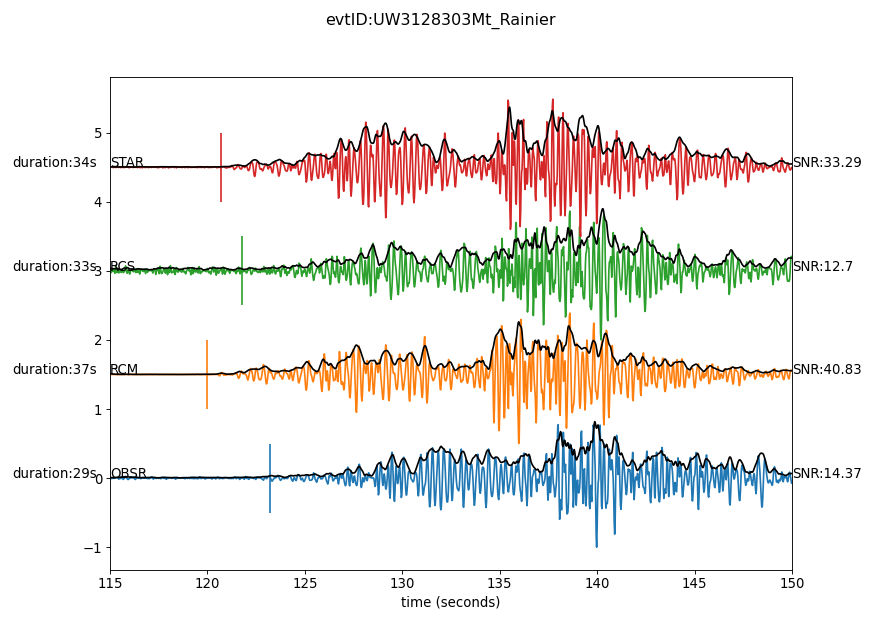 evtID:UW3128303Mt_Rainier
5
duration:34s STAR SNR:33.29
4
duration:33s 3 RCS SNR:12.7
2
duration:37s RCM SNR:40.83
1
duration:29s 0 OBSR SNR:14.37
−1
115 120 125 130 135 140 145 150
time (seconds)